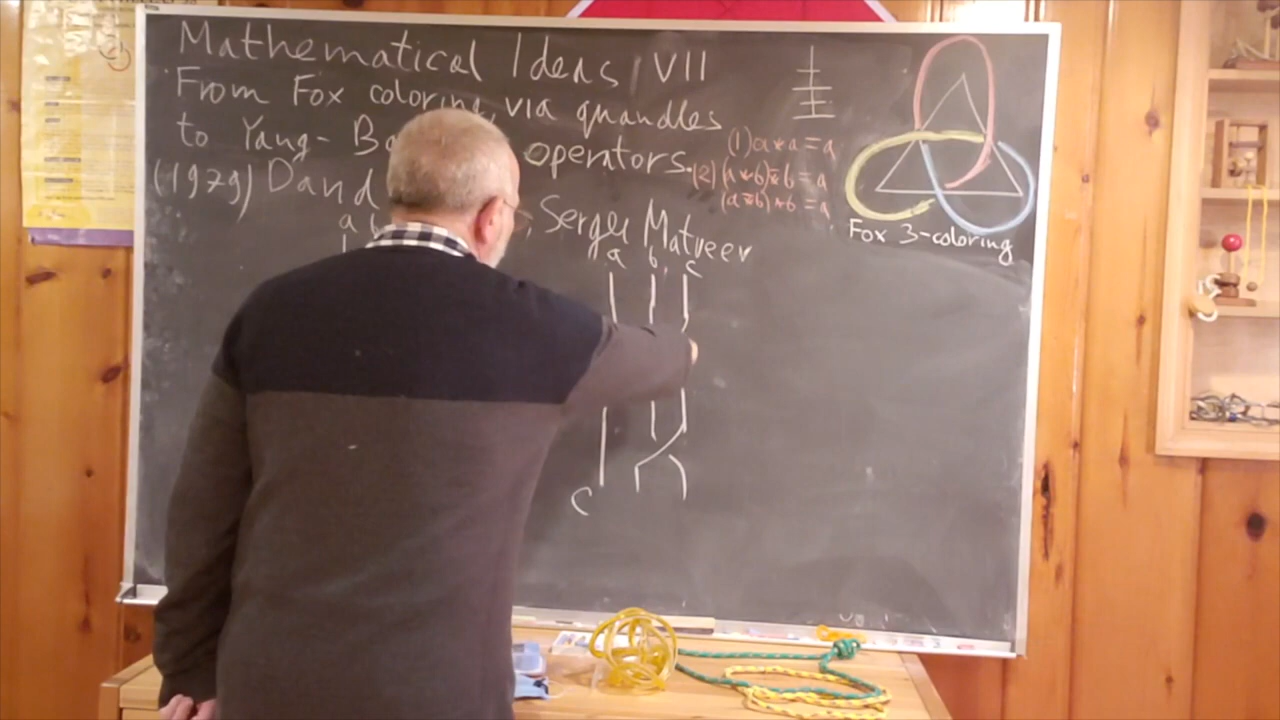 Mathematical Ideas VII
From Fox coloring via quandles
to Yang- operators.
(1979) David , Sergei Matveev
(1) a*a=a
(2) (a*b)*̄b=a
(a*̄b)*b=a
Fox 3-coloring
a b
a b c
c